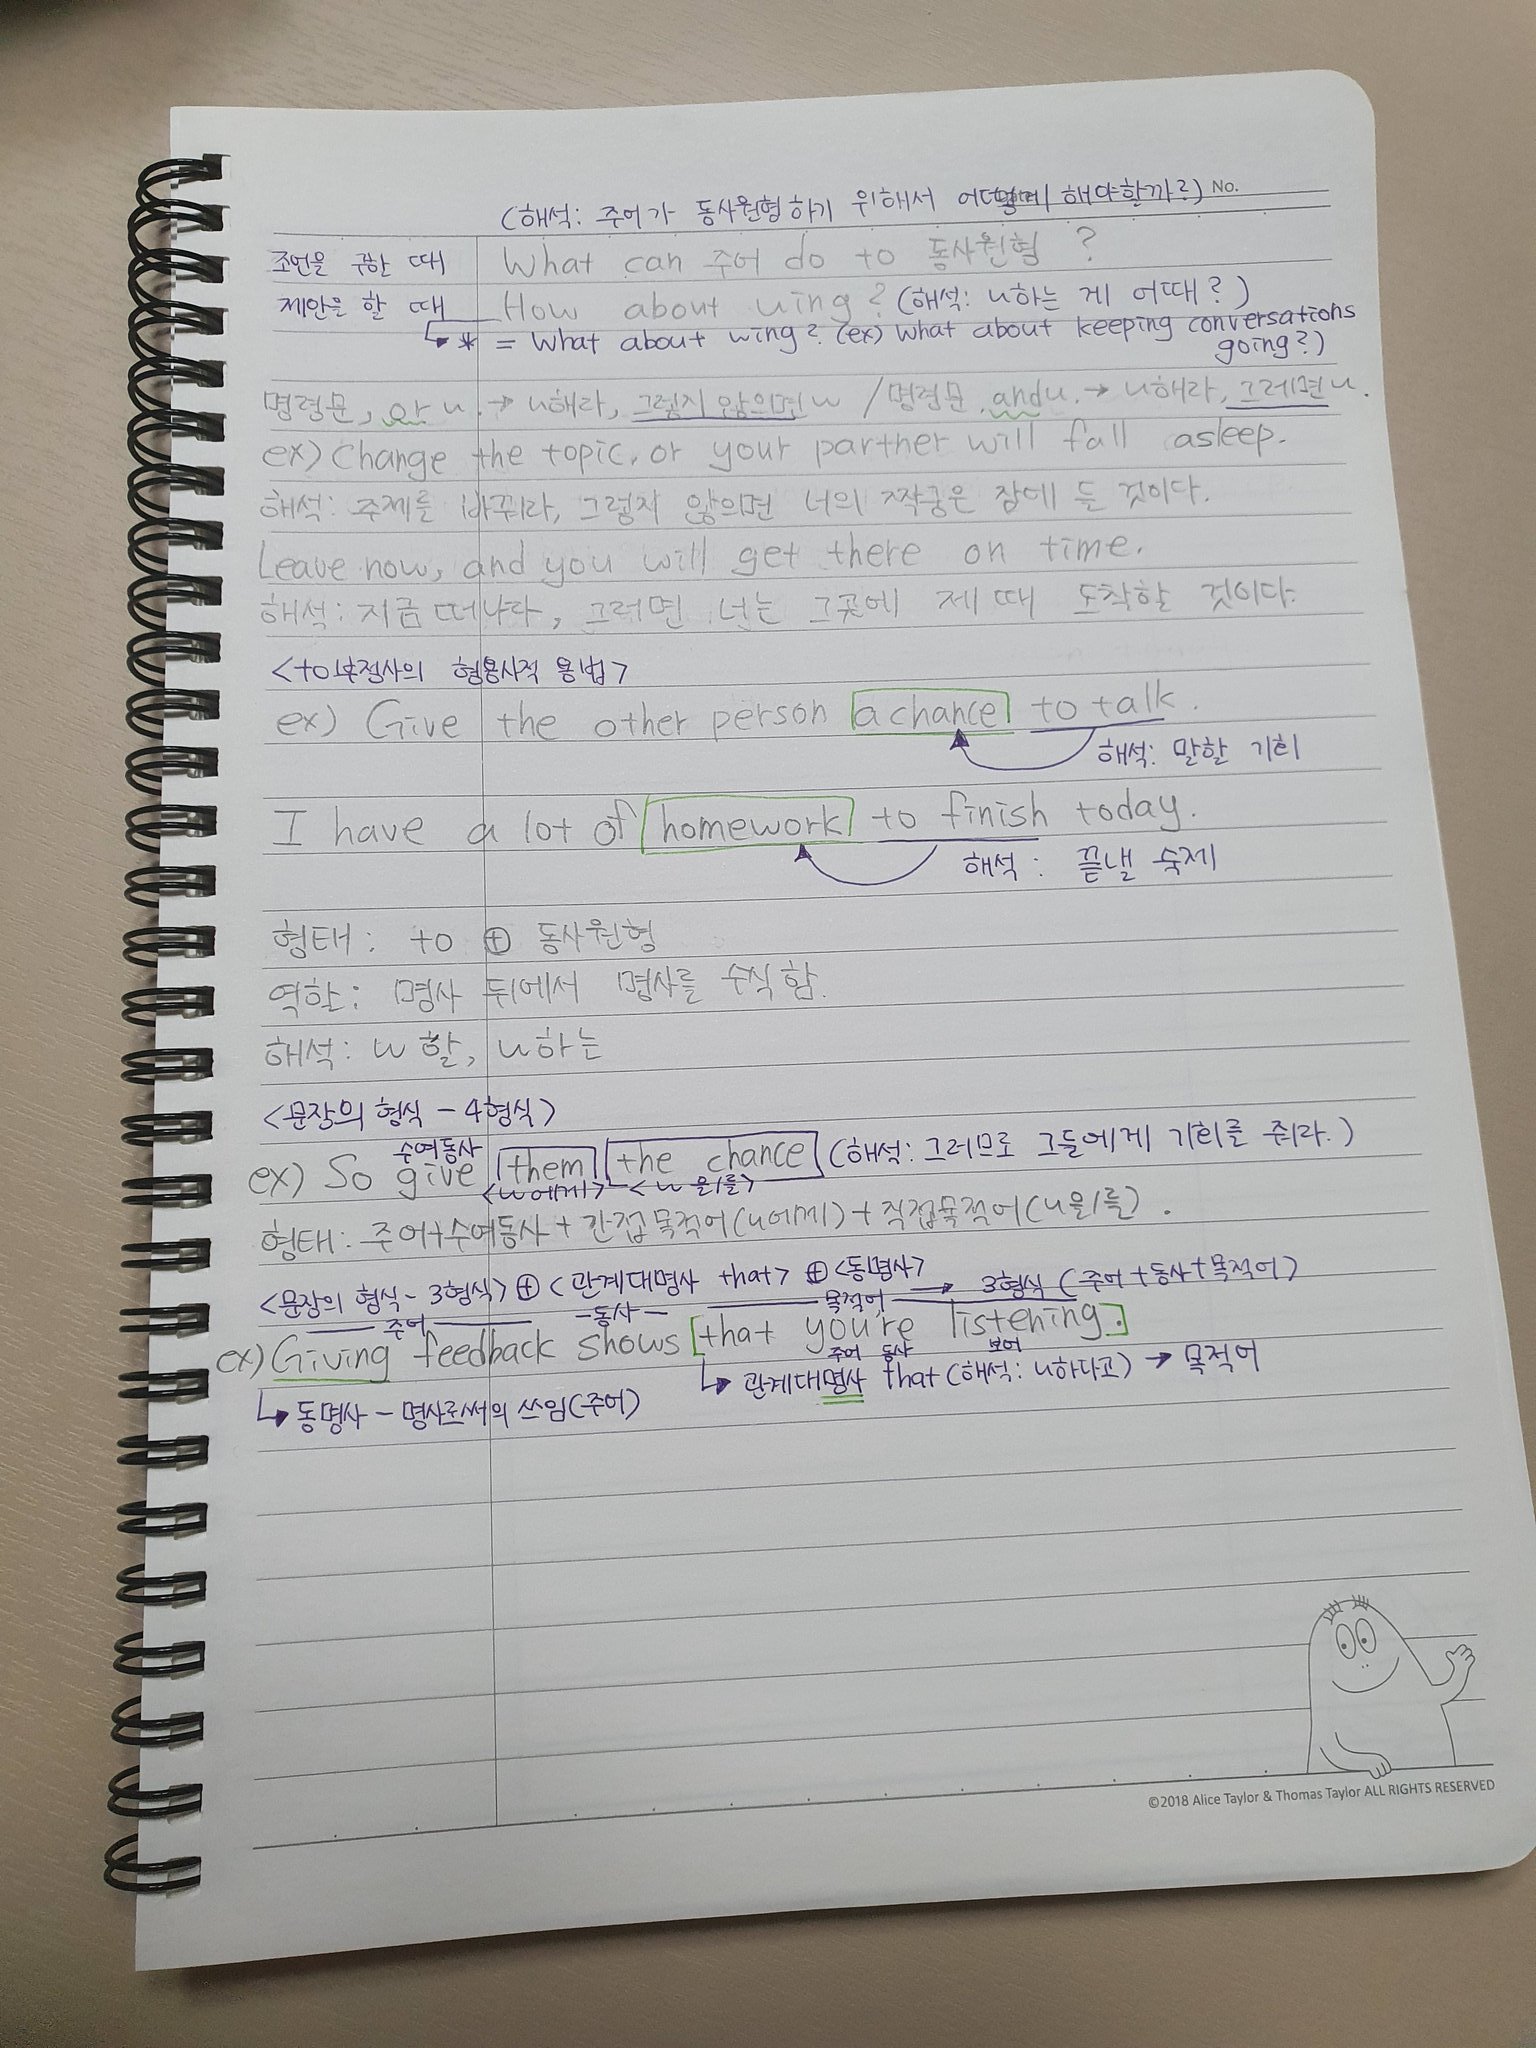 (해석: 주어가 동사원형하기 위해서 어떻게 해야할까?) No.
조언을 구한 때 What can 주어 do to 동사원형 ?
제안을 할 때 How about ~ing? (해석: ~하는 게 어때?)
* = What about ~ing? (ex) What about keeping conversations
going?)
명령문, or ~. → ~해라, 그렇지 않의면~ / 명령문, and ~. → ~해라, 그레면~.
ex) Change the topic, or your partner will fall asleep.
해석: 주제를 바꿔라, 그렇지 않의면 너의 짝궁은 잠에 들 것이다.
Leave now, and you will get there on time.
해석: 지금 떠나라, 그러면 너는 그곳에 제 때 도착할 것이다.
<to부정사의 형용사적 용법>
ex) Give the other person a chance to talk.
해석: 말할 기회
I have a lot of homework to finish today.
해석: 끝낼 숙제
형태: to ⊕ 동사원형
역할: 명사 뒤에서 명사를 수식함.
해석: ~할, ~하는
<문장의 형식 - 4형식>
수여동사
ex) So give them the chance (해석: 그러므로 그들에게 기회를 줘라.)
<~에게> <~을/를>
형태: 주어+수여동사 + 간접목적어(~에게) + 직접목적어(~을/를).
<문장의 형식 - 3형식> ⊕ <관계대명사 that> ⊕ <동명사> → 3형식 (주어+동사+목적어)
주어 동사 목적어
ex) Giving feedback shows [that you're listening.]
주어 동사 보어
↳ 관계대명사 that (해석: ~하다고) → 목적어
↳ 동명사 - 명사로써의 쓰임(주어)
©2018 Alice Taylor & Thomas Taylor ALL RIGHTS RESERVED